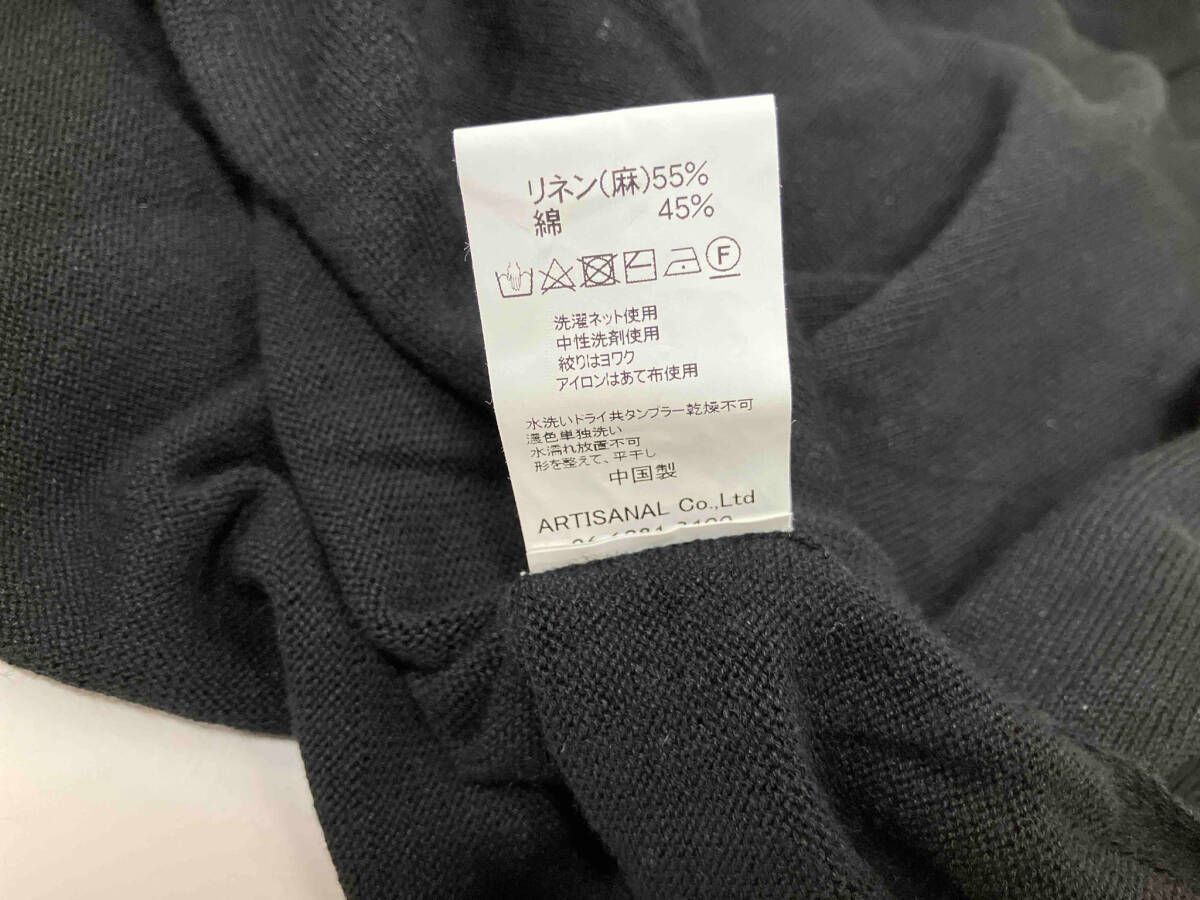 リネン(麻)55%
綿 45%
F
洗濯ネット使用
中性洗剤使用
絞りはヨワク
アイロンはあて布使用
水洗いドライ共タンブラー乾燥不可
濃色単独洗い
水濡れ放置不可
形を整えて、平干し
中国製
ARTISANAL Co.,Ltd